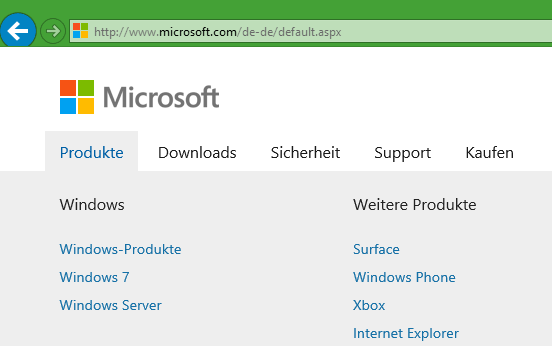 http://www.microsoft.com/de-de/default.aspx
Microsoft
Produkte Downloads Sicherheit Support Kaufen
Windows
Windows-Produkte
Windows 7
Windows Server
Weitere Produkte
Surface
Windows Phone
Xbox
Internet Explorer